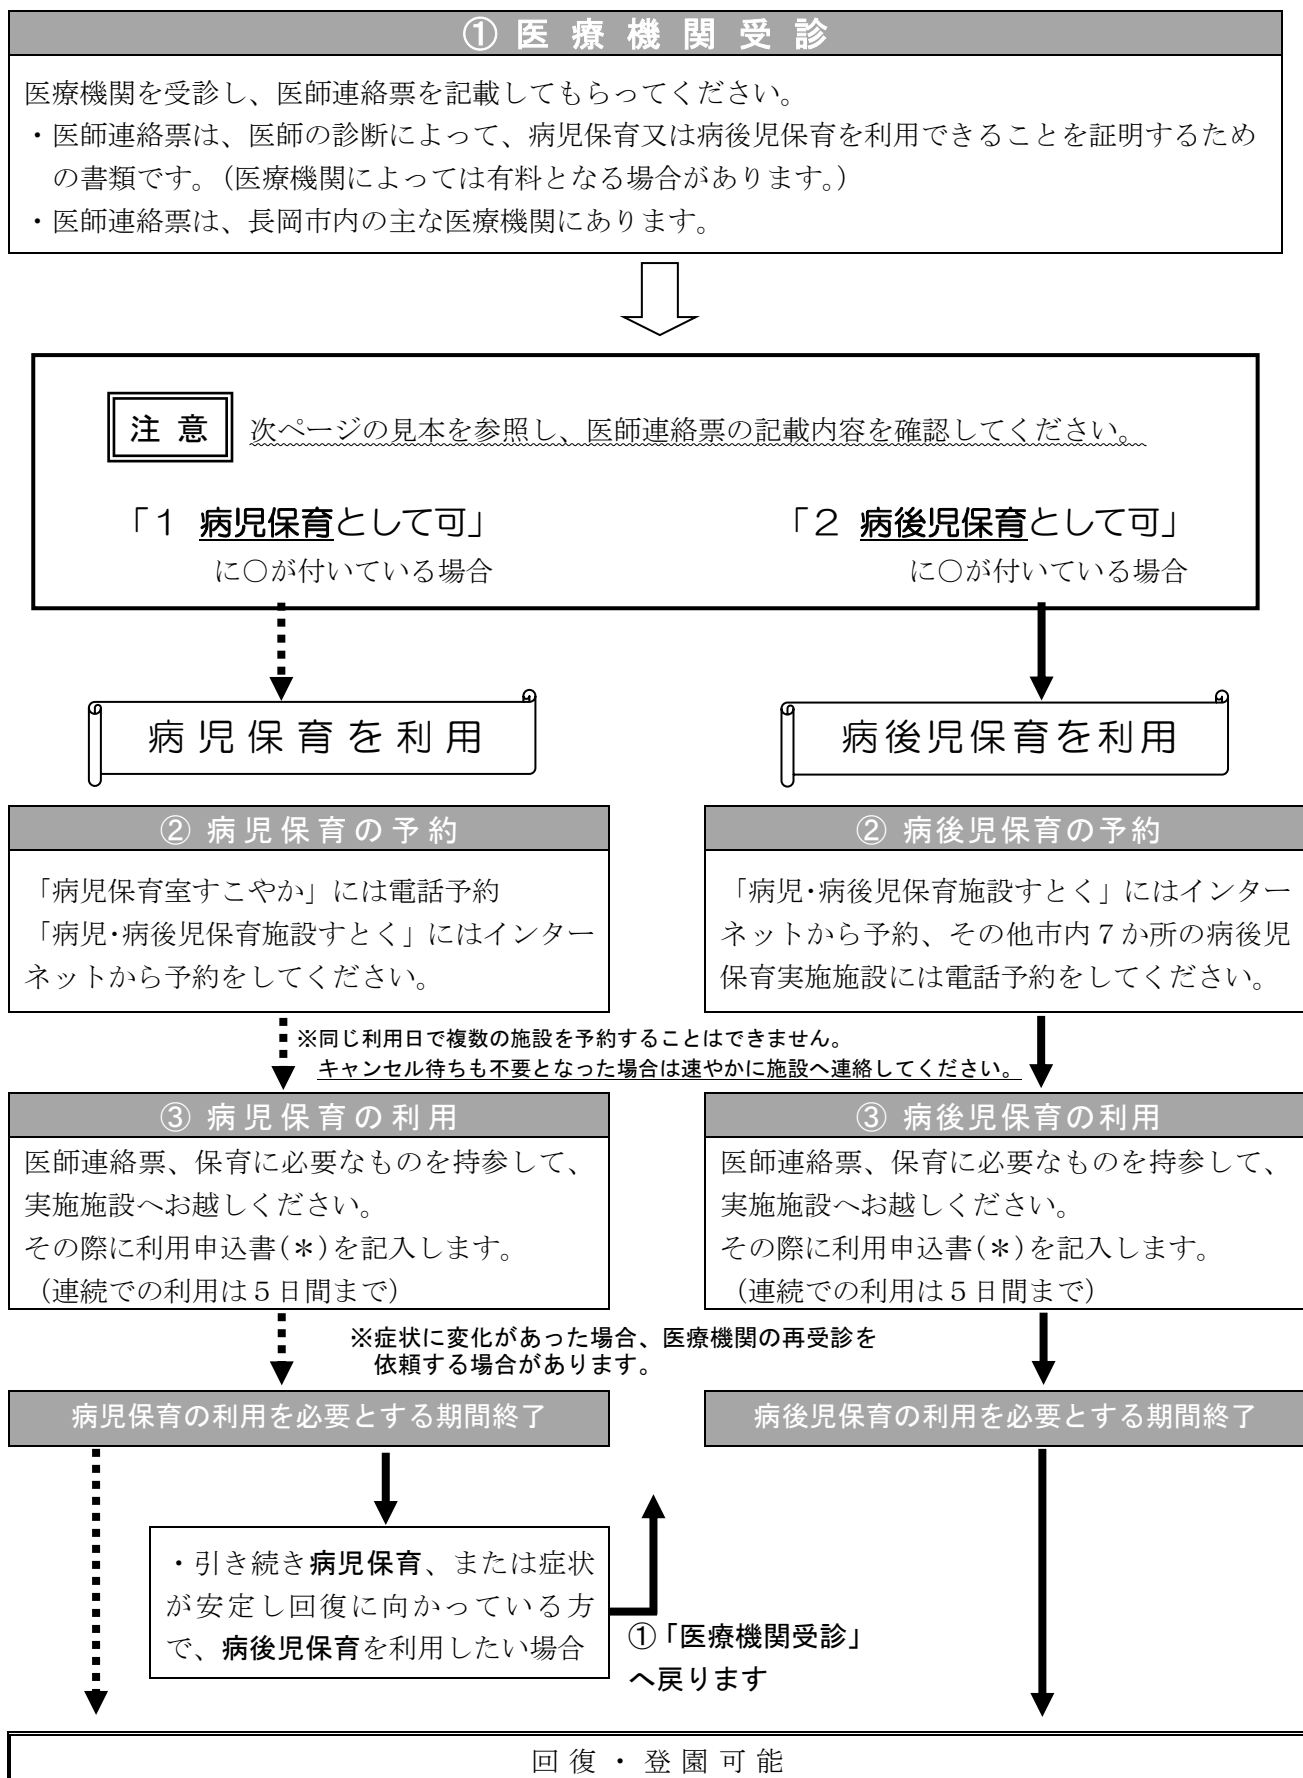 ① 医 療 機 関 受 診
医療機関を受診し、医師連絡票を記載してもらってください。
・医師連絡票は、医師の診断によって、病児保育又は病後児保育を利用できることを証明するため
の書類です。（医療機関によっては有料となる場合があります。）
・医師連絡票は、長岡市内の主な医療機関にあります。
注 意
次ページの見本を参照し、医師連絡票の記載内容を確認してください。
「１ 病児保育として可」
に○が付いている場合
「２ 病後児保育として可」
に○が付いている場合
病児保育を利用
病後児保育を利用
② 病児保育の予約
「病児保育室すこやか」には電話予約
「病児･病後児保育施設すとく」にはインター
ネットから予約をしてください。
② 病後児保育の予約
「病児･病後児保育施設すとく」にはインター
ネットから予約、その他市内７か所の病後児
保育実施施設には電話予約をしてください。
※同じ利用日で複数の施設を予約することはできません。
キャンセル待ちも不要となった場合は速やかに施設へ連絡してください。
③ 病児保育の利用
医師連絡票、保育に必要なものを持参して、
実施施設へお越しください。
その際に利用申込書(＊)を記入します。
（連続での利用は５日間まで）
③ 病後児保育の利用
医師連絡票、保育に必要なものを持参して、
実施施設へお越しください。
その際に利用申込書(＊)を記入します。
（連続での利用は５日間まで）
※症状に変化があった場合、医療機関の再受診を
依頼する場合があります。
病児保育の利用を必要とする期間終了
病後児保育の利用を必要とする期間終了
・引き続き病児保育、または症状
が安定し回復に向かっている方
で、病後児保育を利用したい場合
①「医療機関受診」
へ戻ります
回 復 ・ 登 園 可 能